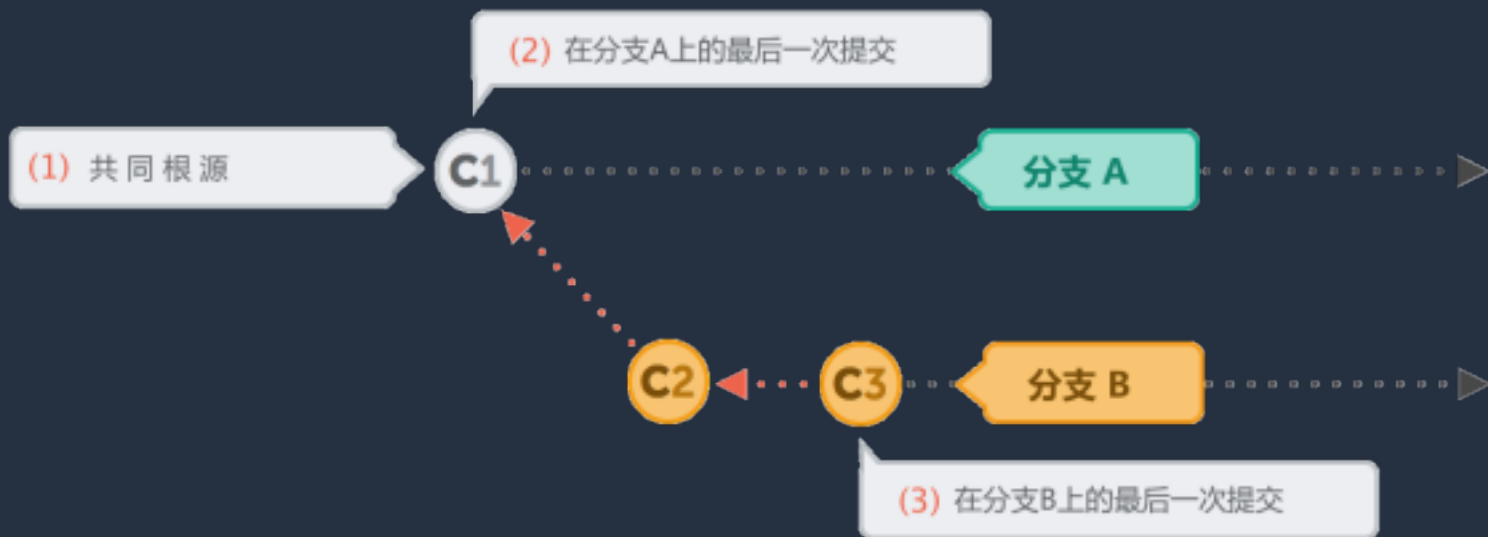 (2) 在分支A上的最后一次提交
(1) 共同根源
C1
分支 A
C2
C3
分支 B
(3) 在分支B上的最后一次提交